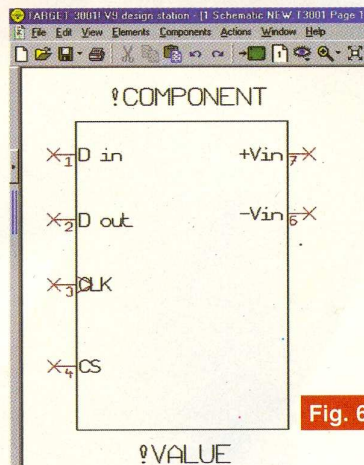 TARGET 3001! V9 design station - [1 Schematic NEW .T3001 Page 1
File Edit View Elements Components Actions Window Help
!COMPONENT
1 D in +Vin 7
2 D out -Vin 6
3 CLK
4 CS
Fig. 6
!VALUE